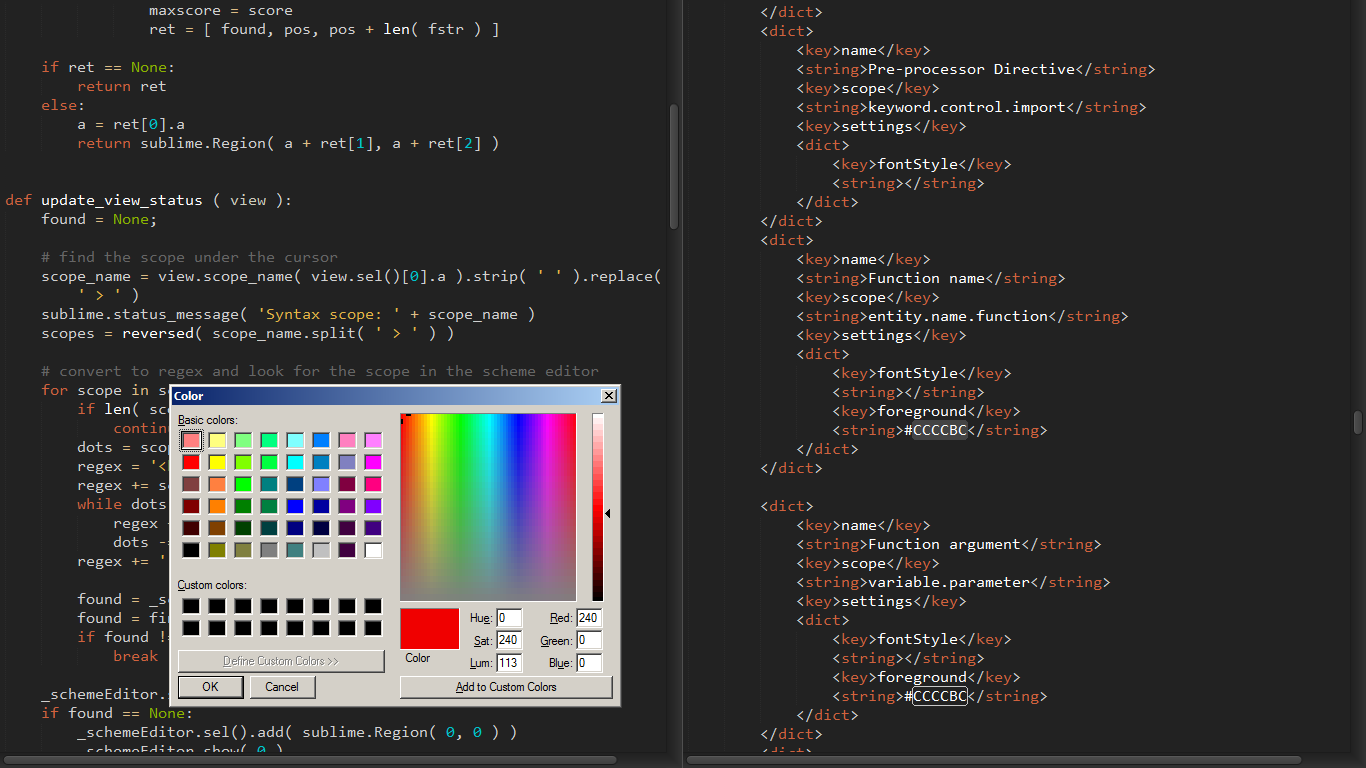 maxscore = score
ret = [ found, pos, pos + len( fstr ) ]
if ret == None:
return ret
else:
a = ret[0].a
return sublime.Region( a + ret[1], a + ret[2] )
def update_view_status ( view ):
found = None;
# find the scope under the cursor
scope_name = view.scope_name( view.sel()[0].a ).strip( ' ' ).replace(
' > ' )
sublime.status_message( 'Syntax scope: ' + scope_name )
scopes = reversed( scope_name.split( ' > ' ) )
# convert to regex and look for the scope in the scheme editor
for scope in s
if len( sc
contin
dots = scop
regex = '<
regex +=
while dots
regex
dots -
regex += '
found = _s
found = fi
if found !
break
_schemeEditor.
if found == None:
_schemeEditor.sel().add( sublime.Region( 0, 0 ) )
_schemeEditor.show( 0 )
Color
Basic colors:
Custom colors:
Define Custom Colors >>
OK Cancel
Color
Hue: 0 Red: 240
Sat: 240 Green: 0
Lum: 113 Blue: 0
Add to Custom Colors
</dict>
<dict>
<key>name</key>
<string>Pre-processor Directive</string>
<key>scope</key>
<string>keyword.control.import</string>
<key>settings</key>
<dict>
<key>fontStyle</key>
<string></string>
</dict>
</dict>
<dict>
<key>name</key>
<string>Function name</string>
<key>scope</key>
<string>entity.name.function</string>
<key>settings</key>
<dict>
<key>fontStyle</key>
<string></string>
<key>foreground</key>
<string>#CCCCBC</string>
</dict>
</dict>
<dict>
<key>name</key>
<string>Function argument</string>
<key>scope</key>
<string>variable.parameter</string>
<key>settings</key>
<dict>
<key>fontStyle</key>
<string></string>
<key>foreground</key>
<string>#CCCCBC</string>
</dict>
</dict>
<dict>